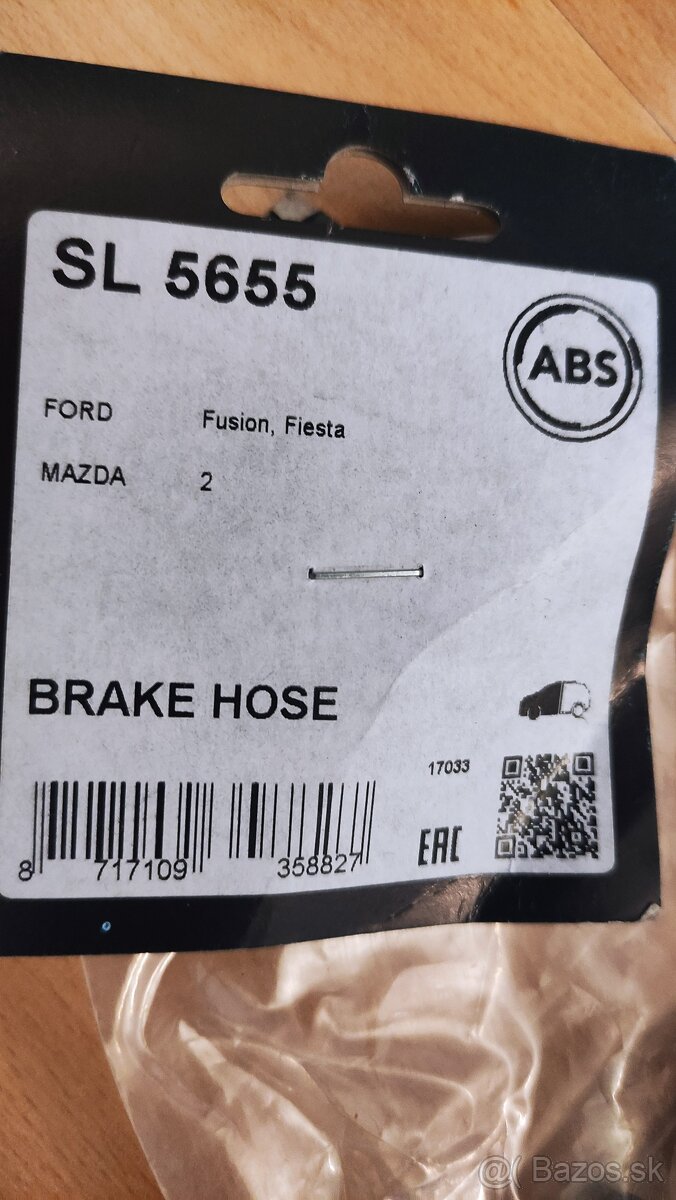 SL 5655
ABS
FORD Fusion, Fiesta
MAZDA 2
BRAKE HOSE
17033
8 717109 358827
EAC
@( Bazos.sk